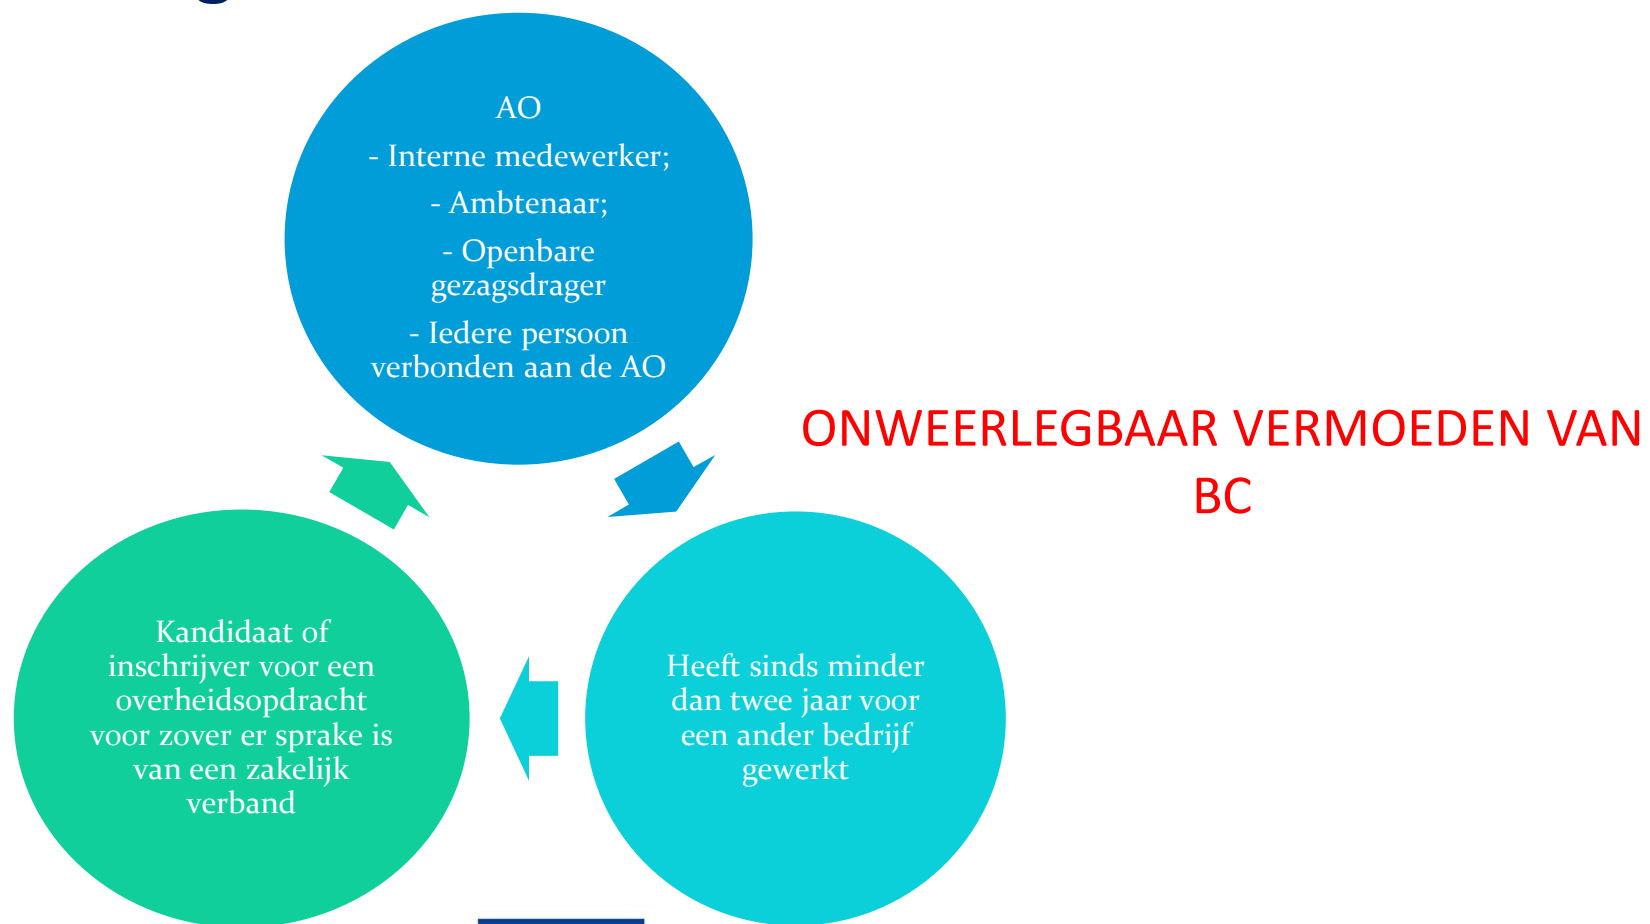 AO
- Interne medewerker;
- Ambtenaar;
- Openbare
gezagsdrager
- Iedere persoon
verbonden aan de AO
ONWEERLEGBAAR VERMOEDEN VAN
BC
Kandidaat of
inschrijver voor een
overheidsopdracht
voor zover er sprake is
van een zakelijk
verband
Heeft sinds minder
dan twee jaar voor
een ander bedrijf
gewerkt